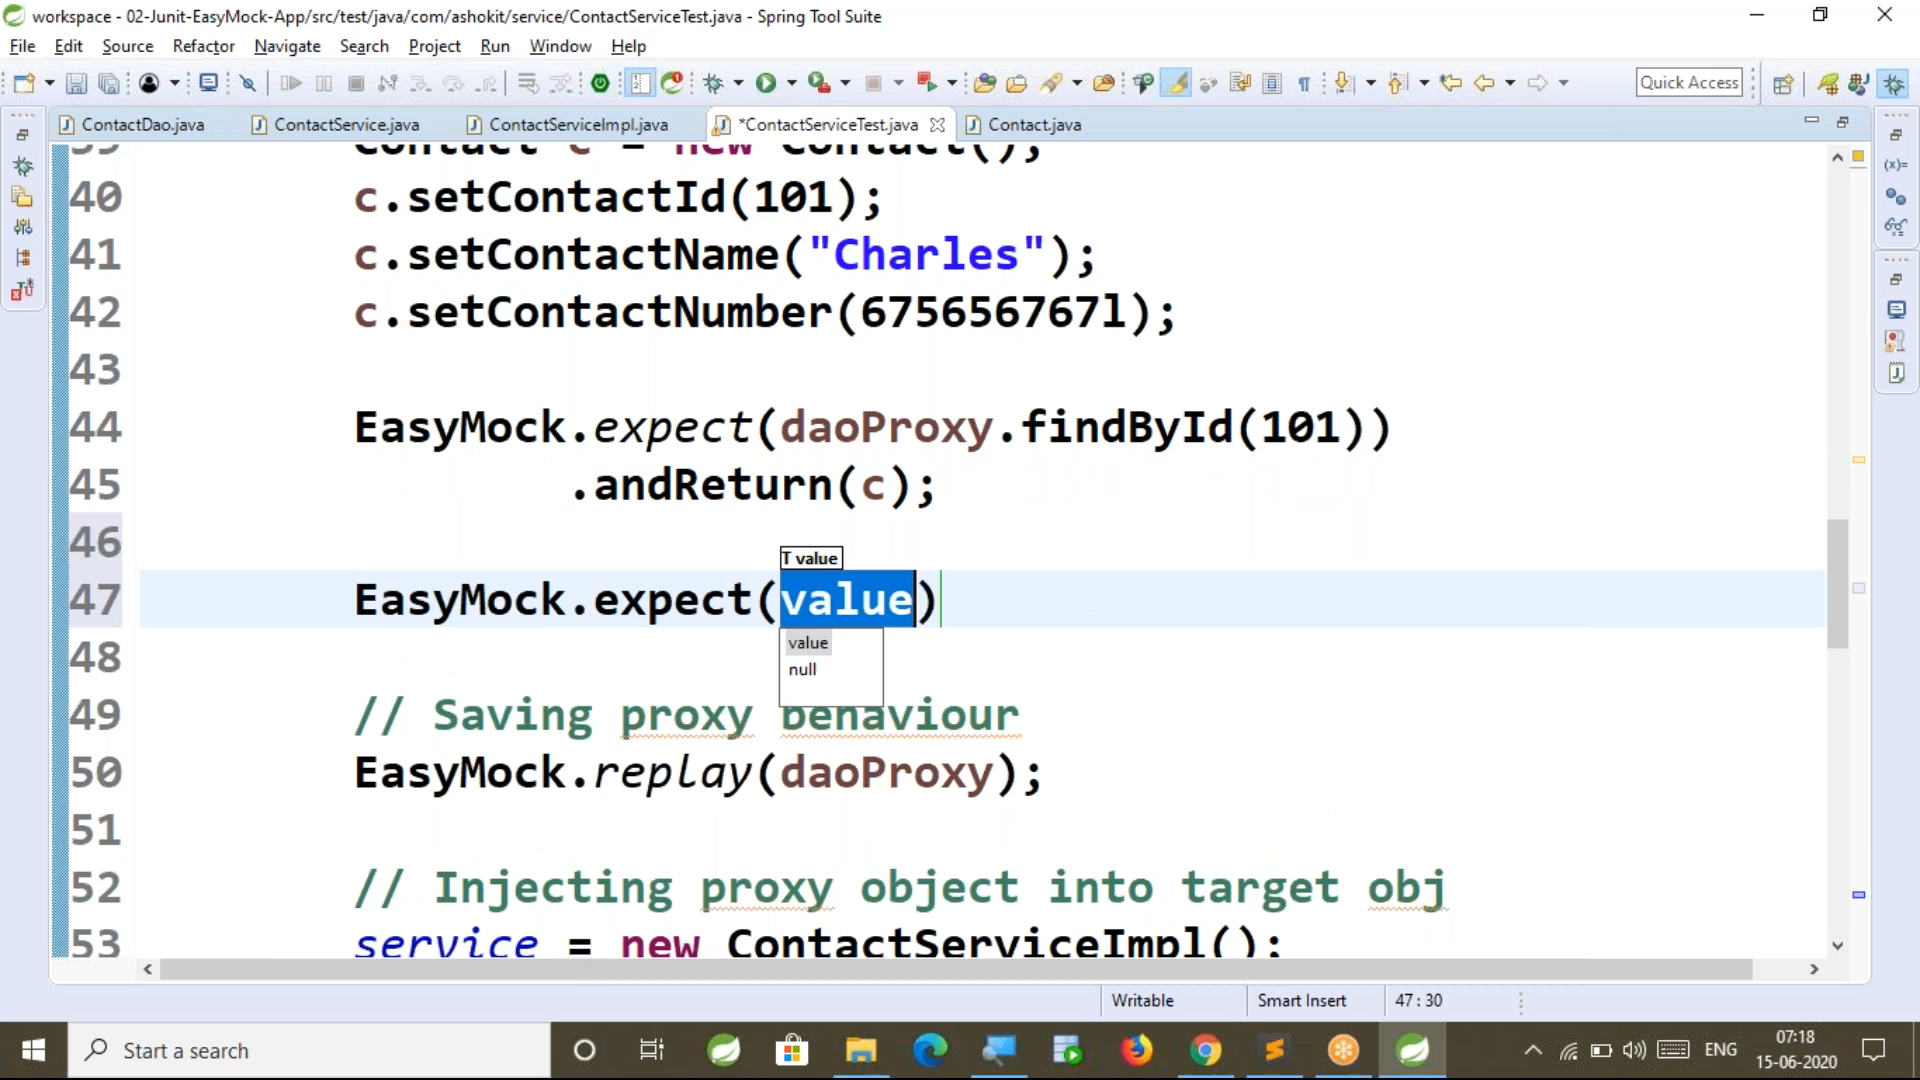 workspace - 02-Junit-EasyMock-App/src/test/java/com/ashokit/service/ContactServiceTest.java - Spring Tool Suite
File Edit Source Refactor Navigate Search Project Run Window Help
Quick Access
ContactDao.java ContactService.java ContactServiceImpl.java *ContactServiceTest.java Contact.java
39 Contact c = new Contact();
40 c.setContactId(101);
41 c.setContactName("Charles");
42 c.setContactNumber(675656767l);
43
44 EasyMock.expect(daoProxy.findById(101))
45 .andReturn(c);
46
T value
47 EasyMock.expect(value)
value
48
null
49 // Saving proxy behaviour
50 EasyMock.replay(daoProxy);
51
52 // Injecting proxy object into target obj
53 service = new ContactServiceImpl();
Writable Smart Insert 47 : 30
Start a search
ENG
07:18
15-06-2020